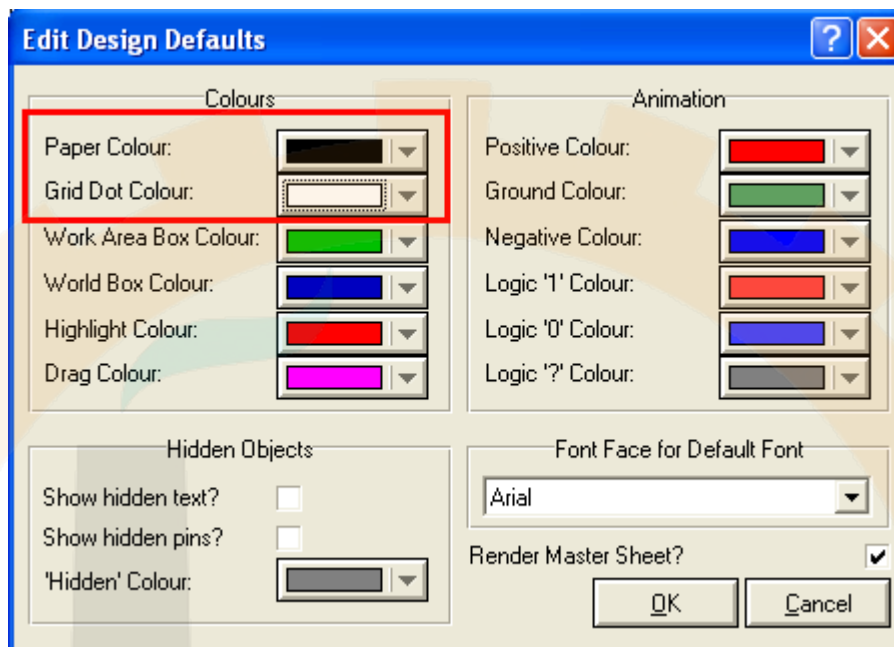 Edit Design Defaults
Colours
Paper Colour:
Grid Dot Colour:
Work Area Box Colour:
World Box Colour:
Highlight Colour:
Drag Colour:
Animation
Positive Colour:
Ground Colour:
Negative Colour:
Logic '1' Colour:
Logic '0' Colour:
Logic '?' Colour:
Hidden Objects
Show hidden text?
Show hidden pins?
'Hidden' Colour:
Font Face for Default Font
Arial
Render Master Sheet?
OK
Cancel